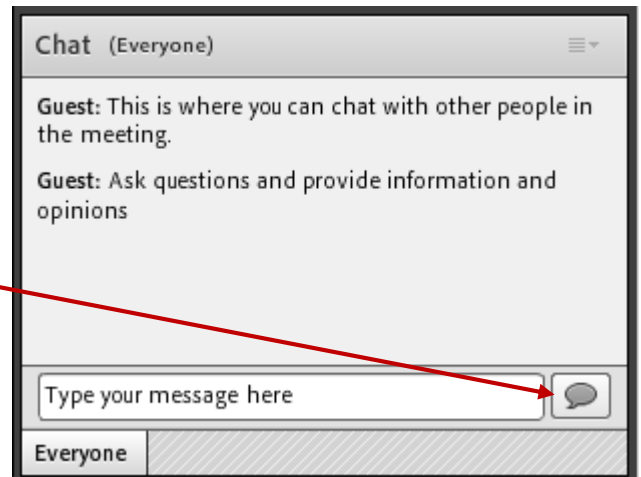 Chat (Everyone)
Guest: This is where you can chat with other people in
the meeting.
Guest: Ask questions and provide information and
opinions
Type your message here
Everyone